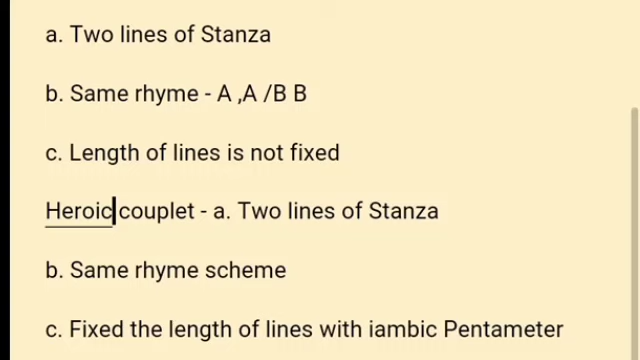 a. Two lines of Stanza
b. Same rhyme - A ,A /B B
c. Length of lines is not fixed
Heroic couplet - a. Two lines of Stanza
b. Same rhyme scheme
c. Fixed the length of lines with iambic Pentameter